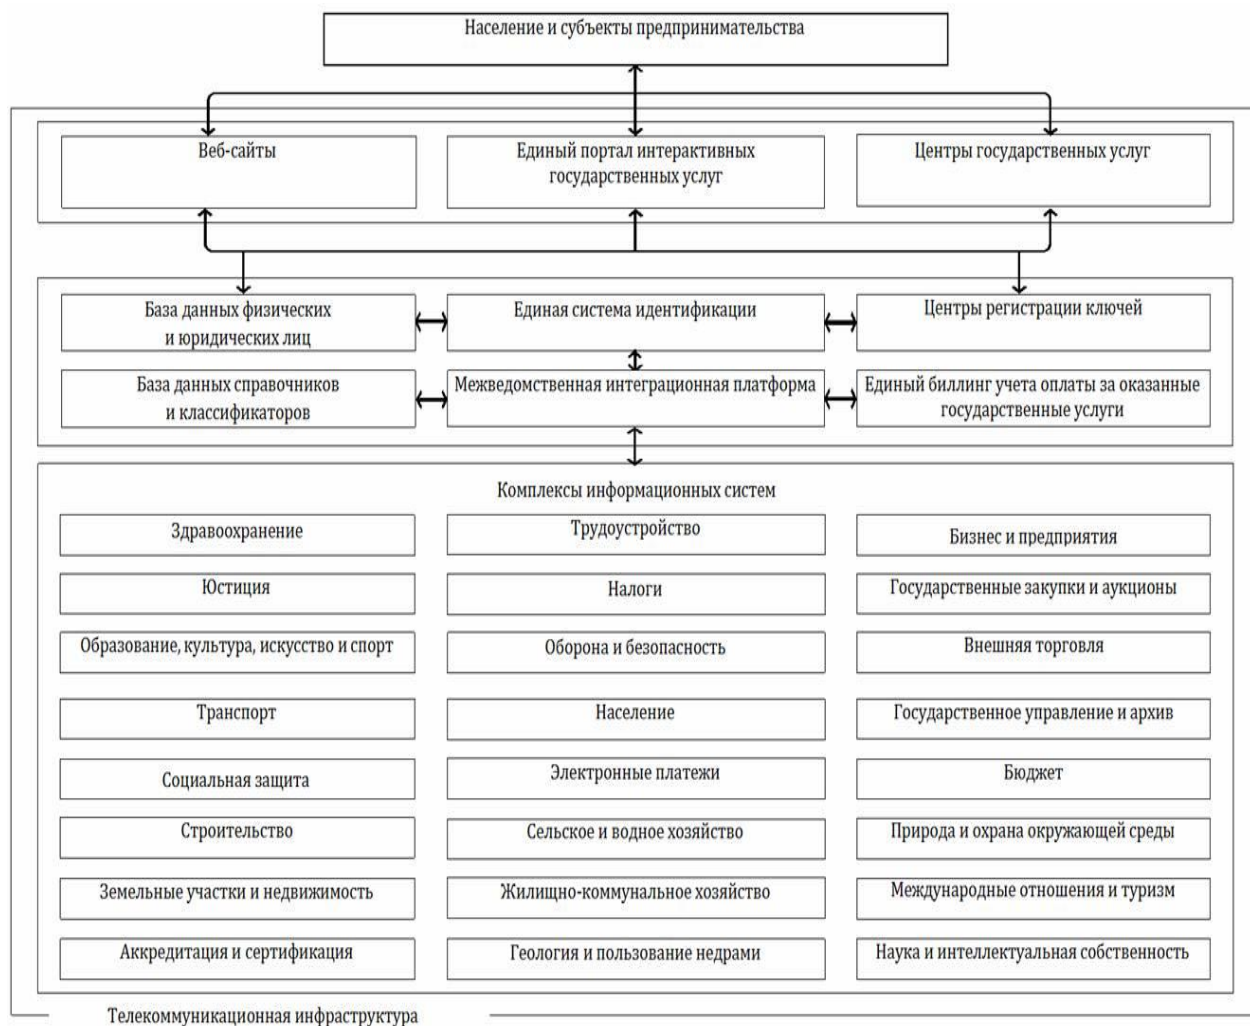 Население и субъекты предпринимательства
Веб-сайты
Единый портал интерактивных
государственных услуг
Центры государственных услуг
База данных физических
и юридических лиц
Единая система идентификации
Центры регистрации ключей
База данных справочников
и классификаторов
Межведомственная интеграционная платформа
Единый биллинг учета оплаты за оказанные
государственные услуги
Комплексы информационных систем
Здравоохранение
Трудоустройство
Бизнес и предприятия
Юстиция
Налоги
Государственные закупки и аукционы
Образование, культура, искусство и спорт
Оборона и безопасность
Внешняя торговля
Транспорт
Население
Государственное управление и архив
Социальная защита
Электронные платежи
Бюджет
Строительство
Сельское и водное хозяйство
Природа и охрана окружающей среды
Земельные участки и недвижимость
Жилищно-коммунальное хозяйство
Международные отношения и туризм
Аккредитация и сертификация
Геология и пользование недрами
Наука и интеллектуальная собственность
Телекоммуникационная инфраструктура